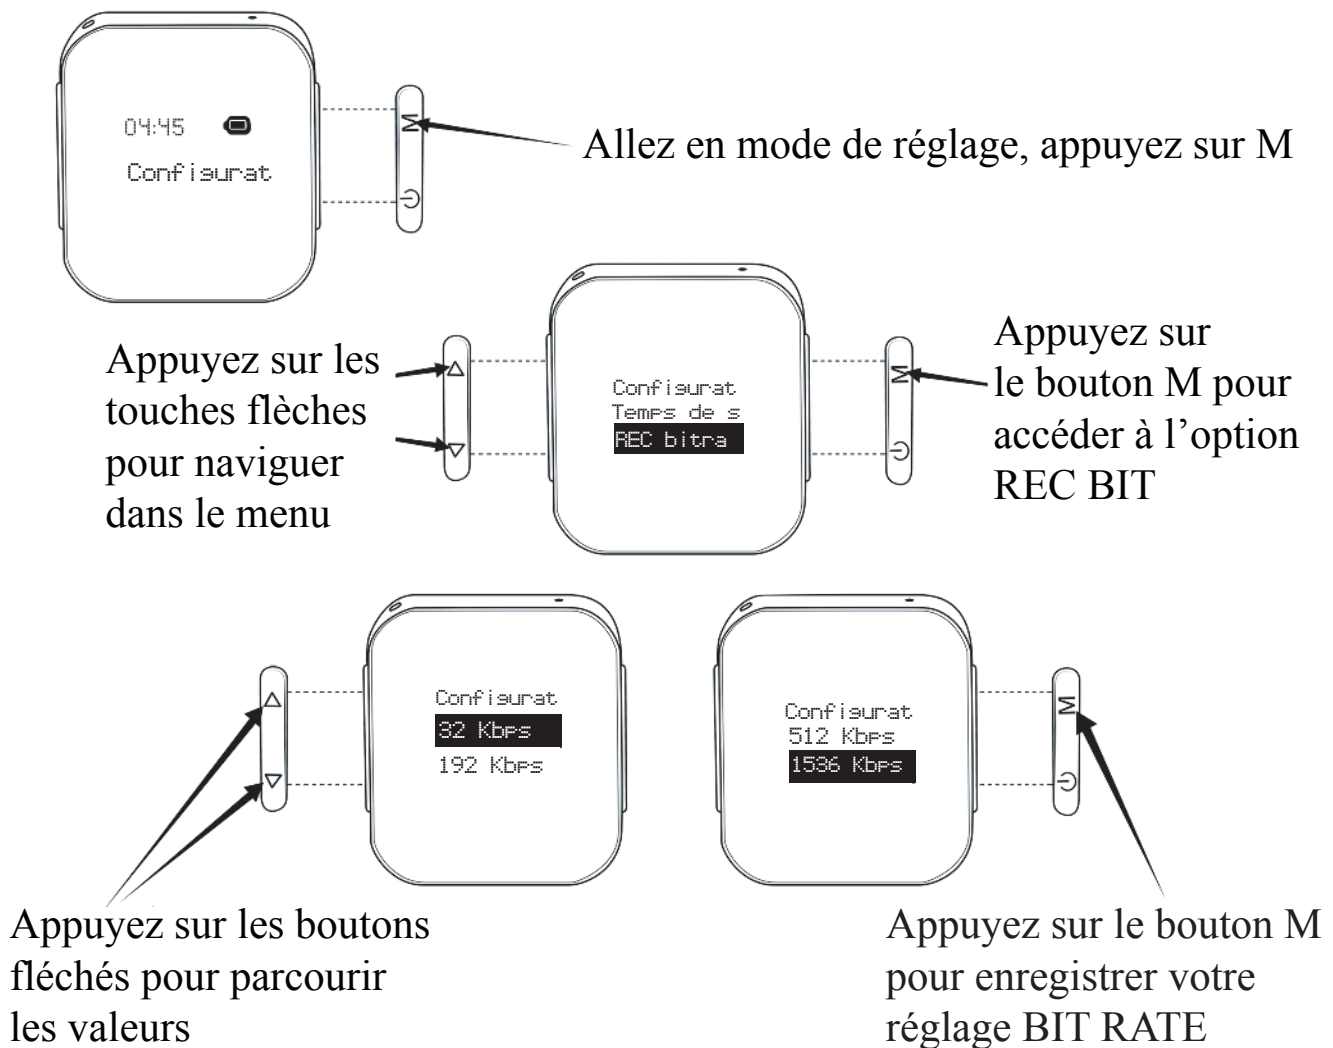 04:45
Configurat
M
Allez en mode de réglage, appuyez sur M
Appuyez sur les
touches flèches
pour naviguer
dans le menu
Configurat
Temps de s
REC bitra
M
Appuyez sur
le bouton M pour
accéder à l’option
REC BIT
Configurat
32 Kbps
192 Kbps
Configurat
512 Kbps
1536 Kbps
M
Appuyez sur les boutons
fléchés pour parcourir
les valeurs
Appuyez sur le bouton M
pour enregistrer votre
réglage BIT RATE